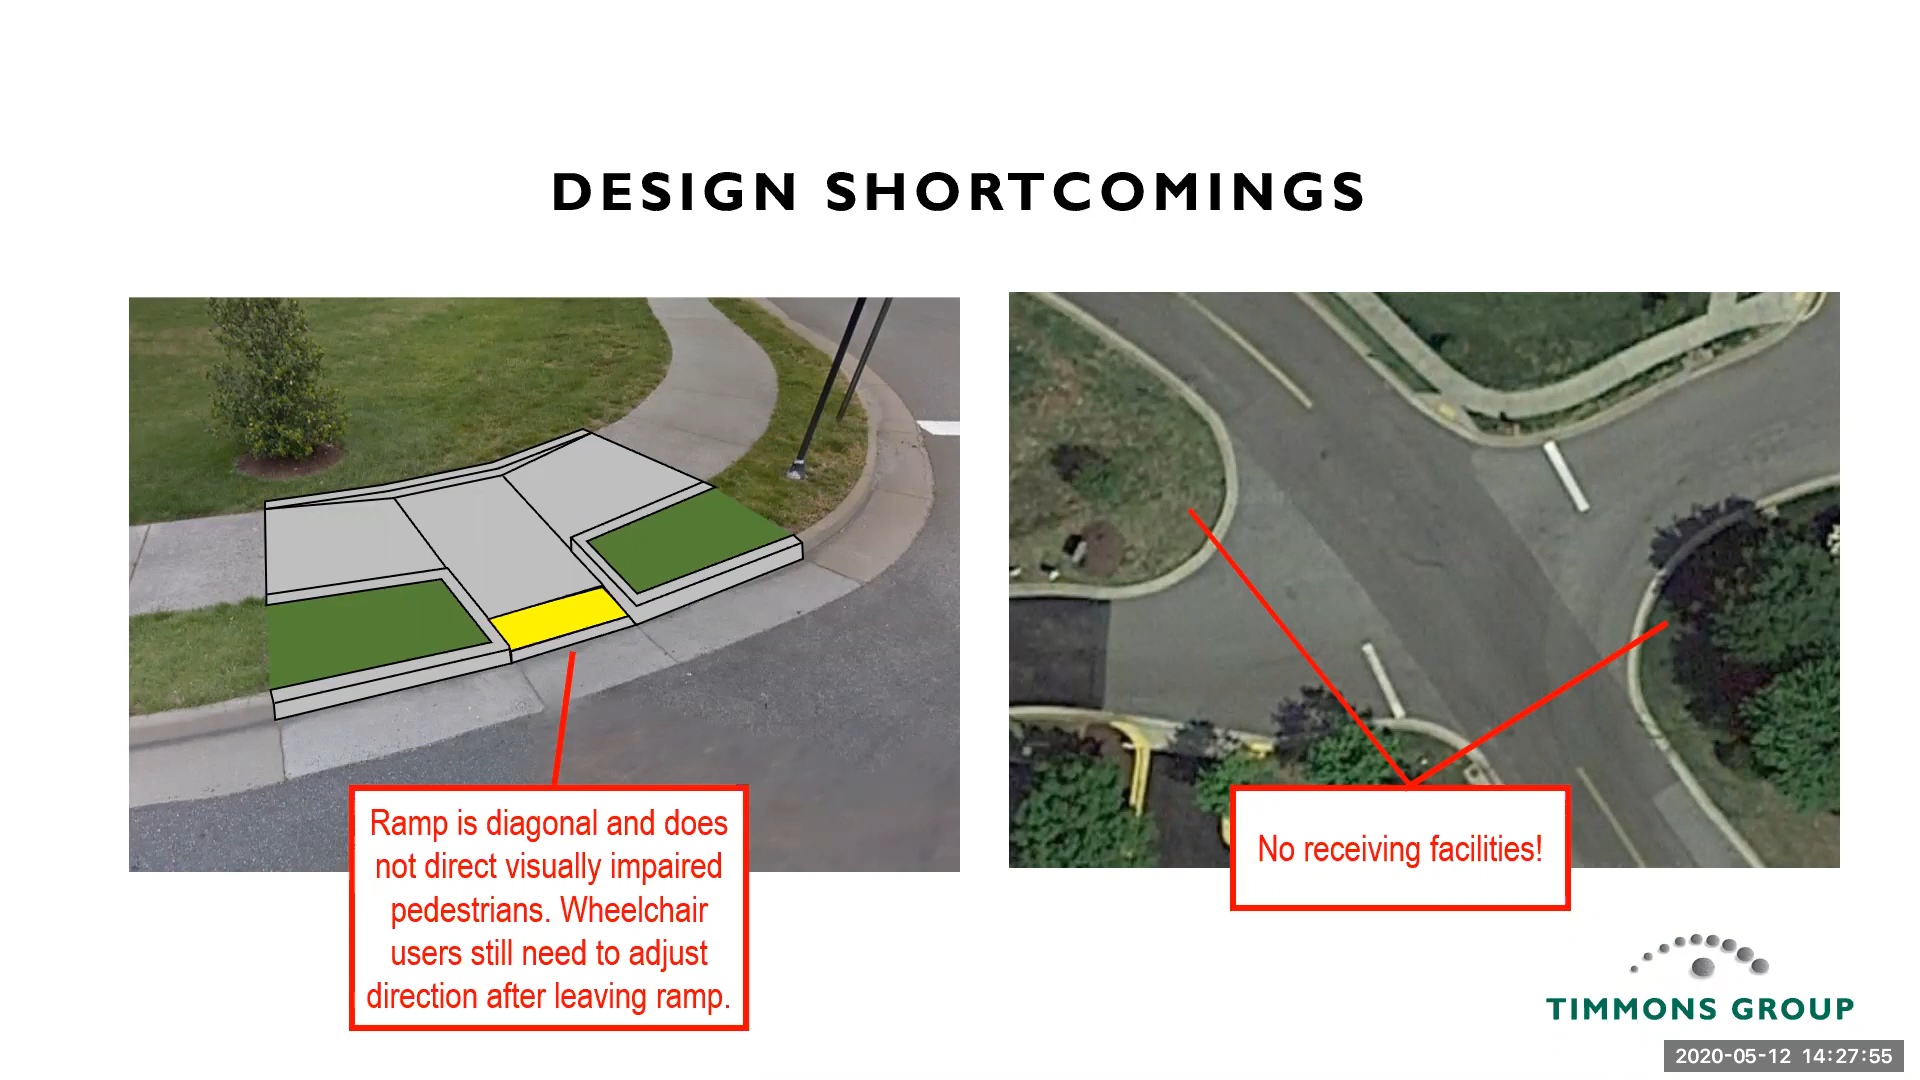 DESIGN SHORTCOMINGS
Ramp is diagonal and does
not direct visually impaired
pedestrians. Wheelchair
users still need to adjust
direction after leaving ramp.
No receiving facilities!
TIMMONS GROUP
2020-05-12 14:27:55